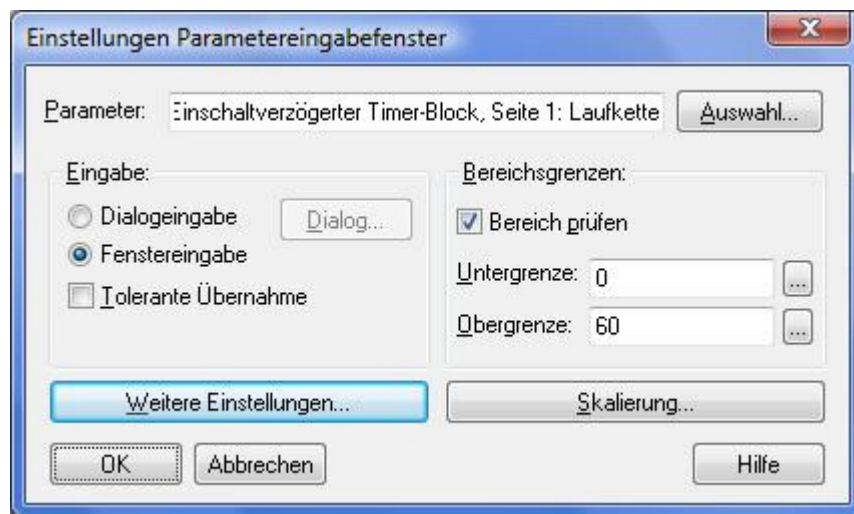 Einstellungen Parametereingabefenster
Parameter: Einschaltverzögerter Timer-Block, Seite 1: Laufkette Auswahl...
Eingabe:
Dialogeingabe Dialog...
Fenstereingabe
Tolerante Übernahme
Bereichsgrenzen:
Bereich prüfen
Untergrenze: 0 ...
Obergrenze: 60 ...
Weitere Einstellungen... Skalierung...
OK Abbrechen Hilfe